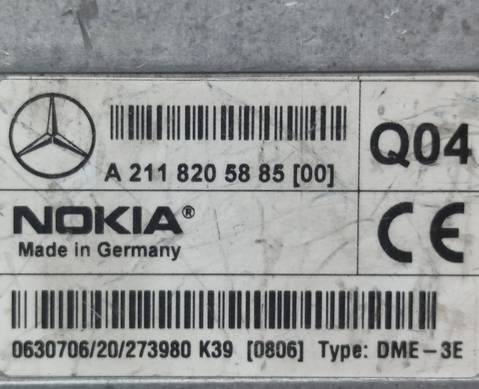 A 211 820 58 85 [00]
Q04
NOKIA®
Made in Germany
CE
0630706/20/273980 K39 [0806] Type: DME-3E